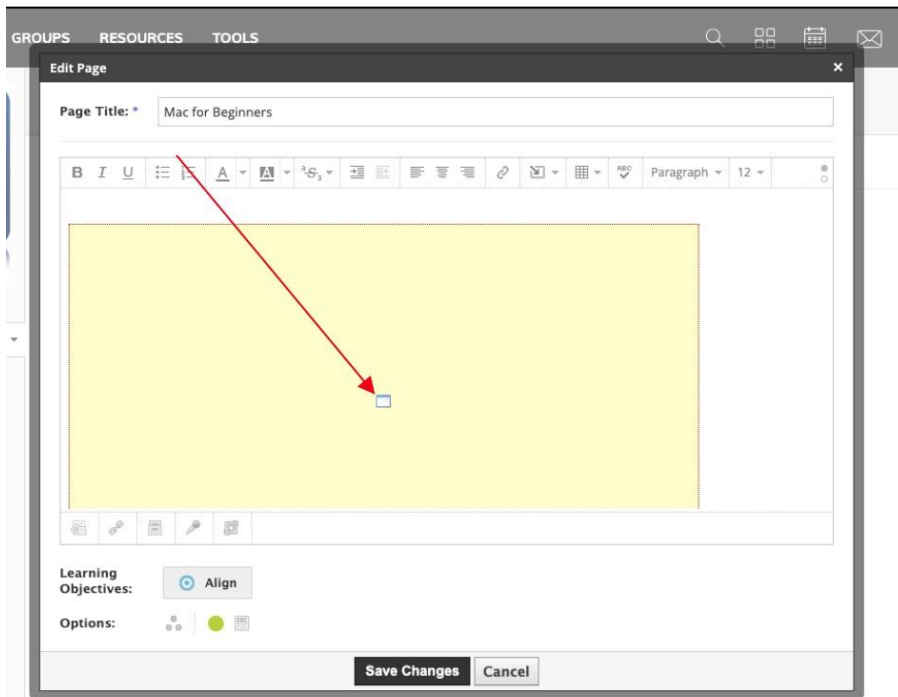 GROUPS RESOURCES TOOLS
Edit Page ×
Page Title: * Mac for Beginners
B I U A A Paragraph 12
ABC
Learning
Objectives: Align
Options:
Save Changes Cancel